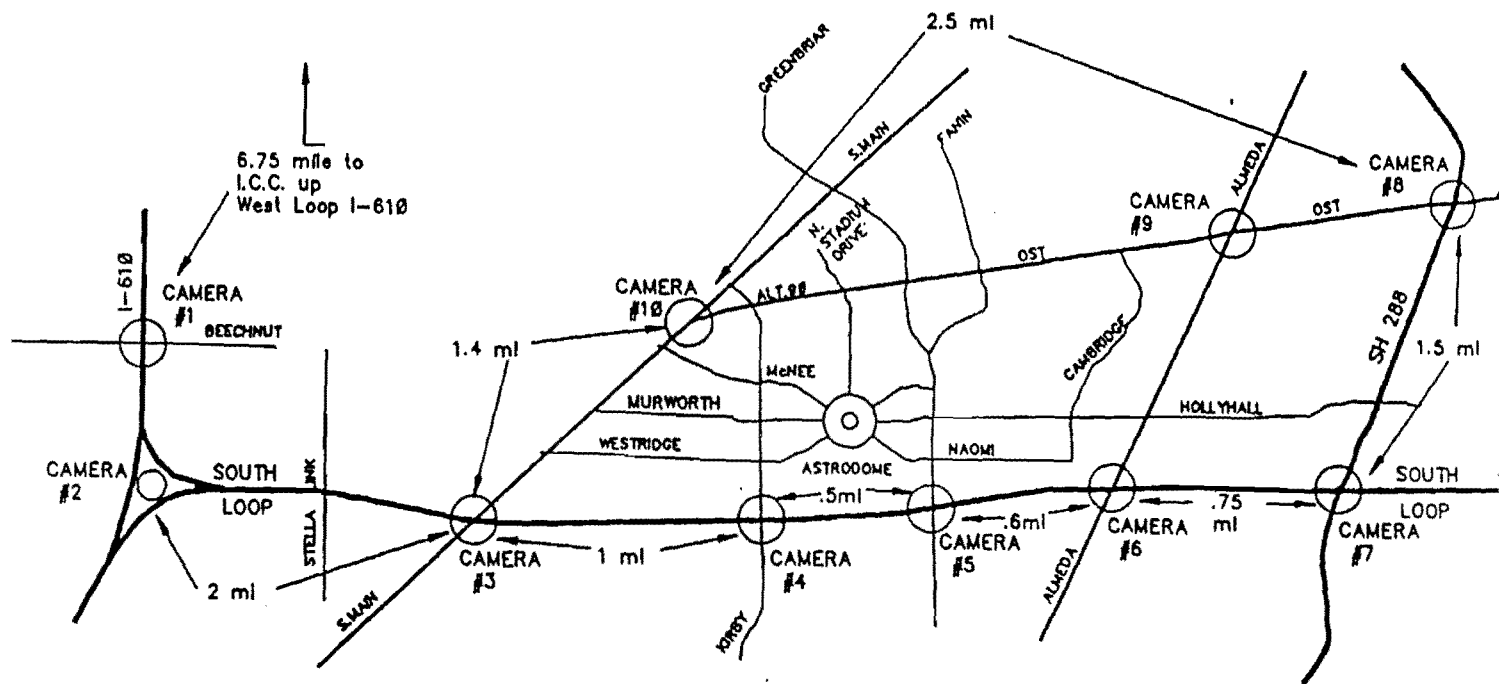 2.5 mi
GREENBRIAR
S.MAIN
FANIN
ALMEDA
6.75 mile to
I.C.C. up
West Loop I-610
CAMERA
#8
CAMERA
#9
OST
N.
STADIUM
DRIVE
OST
I-610
CAMERA
#1
BEECHNUT
CAMERA
#10
ALT.90
1.4 mi
McNEE
CAMBRIDGE
SH 288
1.5 mi
MURWORTH
HOLLYHALL
WESTRIDGE
NAOMI
ASTRODOME
CAMERA
#2
SOUTH
LOOP
STELLA LINK
.5mi
.6mi
.75
mi
SOUTH
LOOP
2 mi
CAMERA
#3
1 mi
CAMERA
#4
CAMERA
#5
CAMERA
#6
CAMERA
#7
S.MAIN
KIRBY
ALMEDA